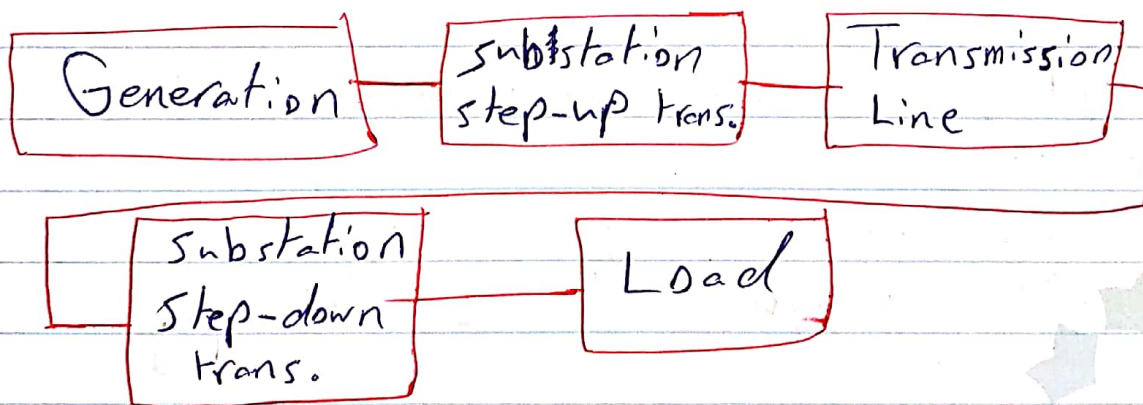 Generation
substation
step-up trans.
Transmission
Line
substation
step-down
trans.
Load